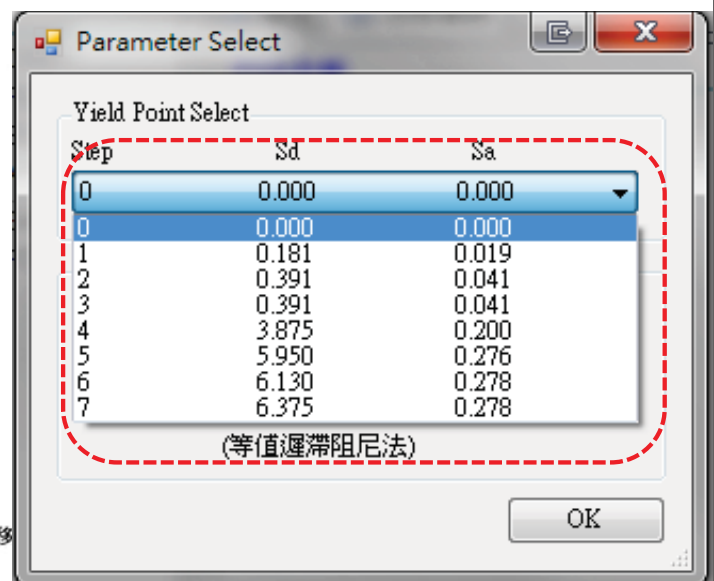 Parameter Select
Yield Point Select
Step Sd Sa
0 0.000 0.000
0 0.000 0.000
1 0.181 0.019
2 0.391 0.041
3 0.391 0.041
4 3.875 0.200
5 5.950 0.276
6 6.130 0.278
7 6.375 0.278
(等值遲滯阻尼法)
OK
移